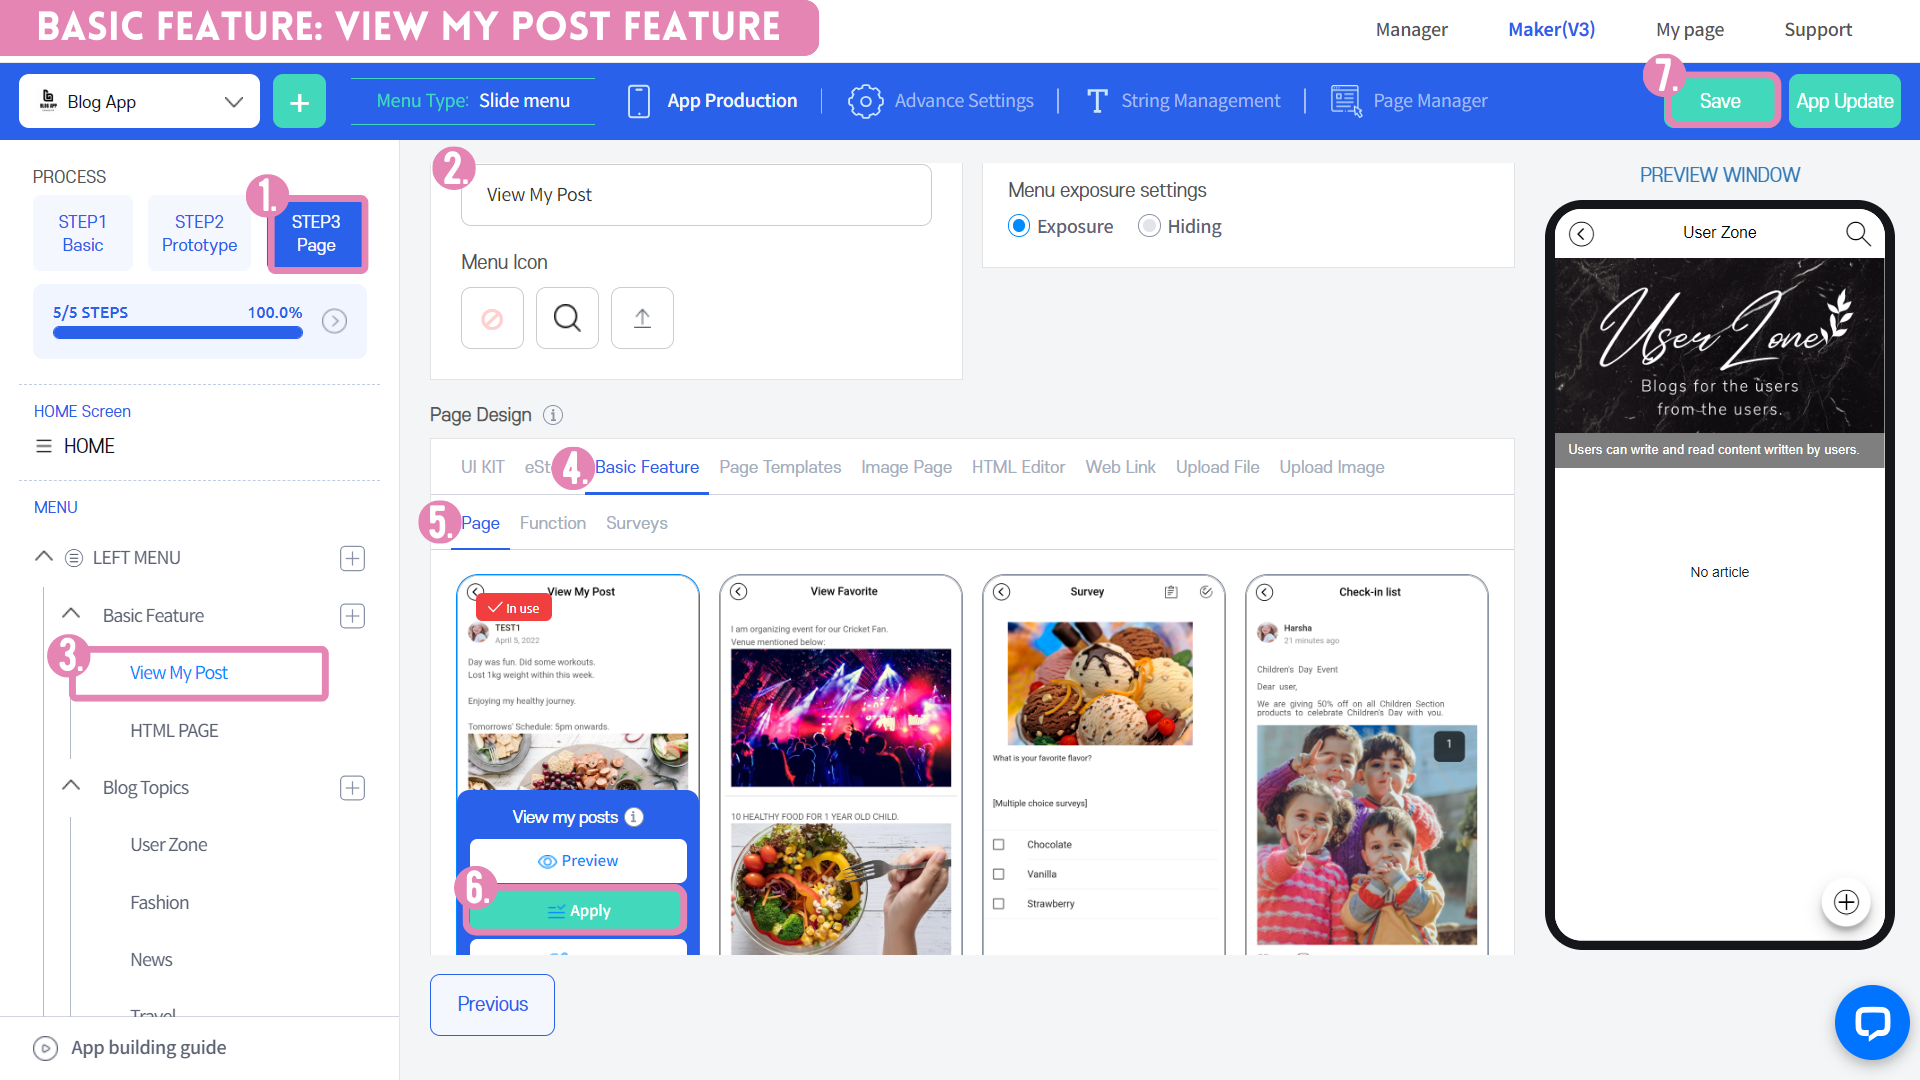 BASIC FEATURE: VIEW MY POST FEATURE
Manager
Maker(V3)
My page
Support
BLOG APP
Blog App
+
Menu Type: Slide menu
App Production
Advance Settings
String Management
Page Manager
7.
Save
App Update
PROCESS
1.
STEP1
Basic
STEP2
Prototype
STEP3
Page
5/5 STEPS
100.0%
HOME Screen
HOME
MENU
LEFT MENU
Basic Feature
3.
View My Post
HTML PAGE
Blog Topics
User Zone
Fashion
News
Travel
App building guide
2.
View My Post
Menu Icon
Menu exposure settings
Exposure
Hiding
Page Design
UI KIT
eSt
4.
Basic Feature
Page Templates
Image Page
HTML Editor
Web Link
Upload File
Upload Image
5.
Page
Function
Surveys
View My Post
In use
TEST1
April 5, 2022
Day was fun. Did some workouts.
Lost 1kg weight within this week.
Enjoying my healthy journey.
Tomorrows' Schedule: 5pm onwards.
View my posts
Preview
6.
Apply
View Favorite
I am organizing event for our Cricket Fan.
Venue mentioned below:
10 HEALTHY FOOD FOR 1 YEAR OLD CHILD.
Survey
What is your favorite flavor?
[Multiple choice surveys]
Chocolate
Vanilla
Strawberry
Check-in list
Harsha
21 minutes ago
Children's Day Event
Dear user,
We are giving 50% off on all Children Section
products to celebrate Children's Day with you.
1
Previous
PREVIEW WINDOW
User Zone
User Zone
Blogs for the users
from the users.
Users can write and read content written by users.
No article